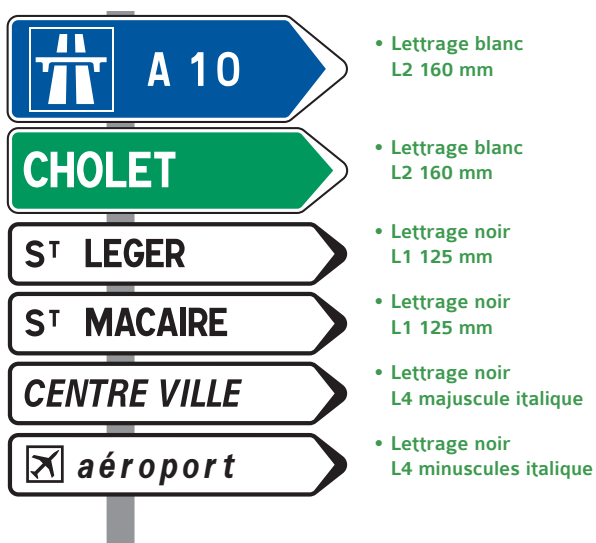 A 10
• Lettrage blanc
L2 160 mm
CHOLET
• Lettrage blanc
L2 160 mm
Sᵀ LEGER
• Lettrage noir
L1 125 mm
Sᵀ MACAIRE
• Lettrage noir
L1 125 mm
CENTRE VILLE
• Lettrage noir
L4 majuscule italique
aéroport
• Lettrage noir
L4 minuscules italique